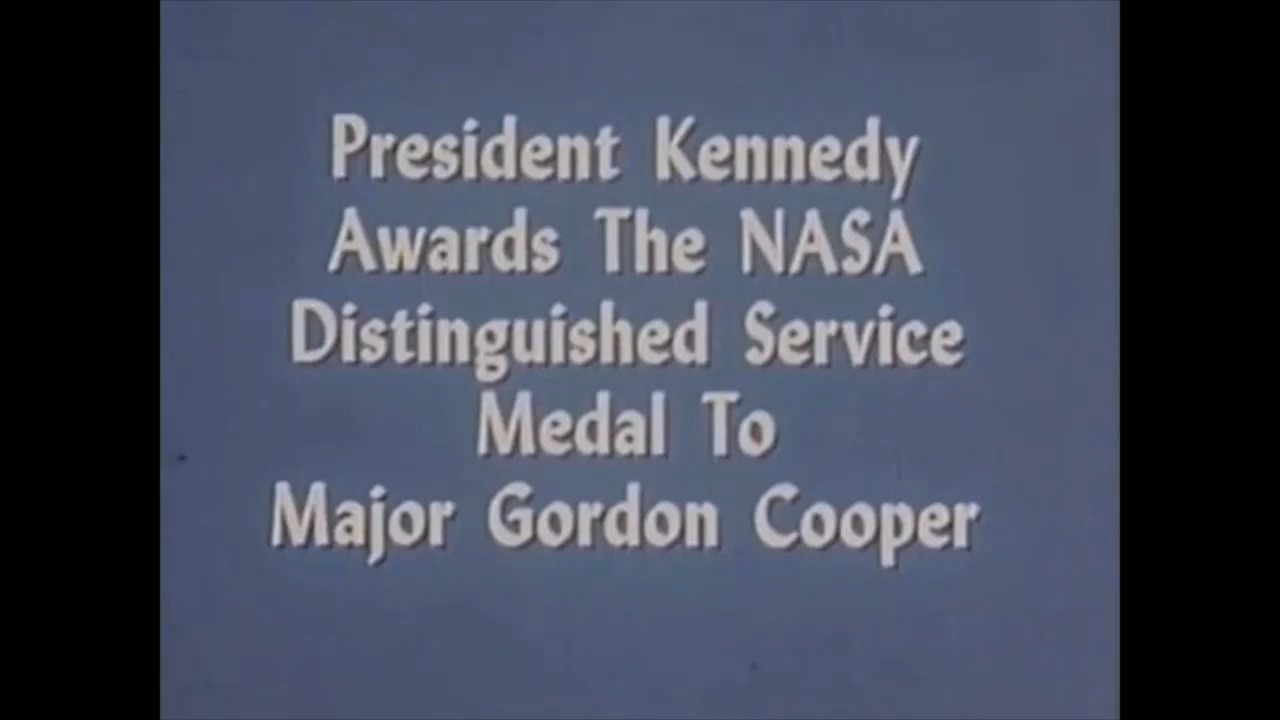 President Kennedy
Awards The NASA
Distinguished Service
Medal To
Major Gordon Cooper